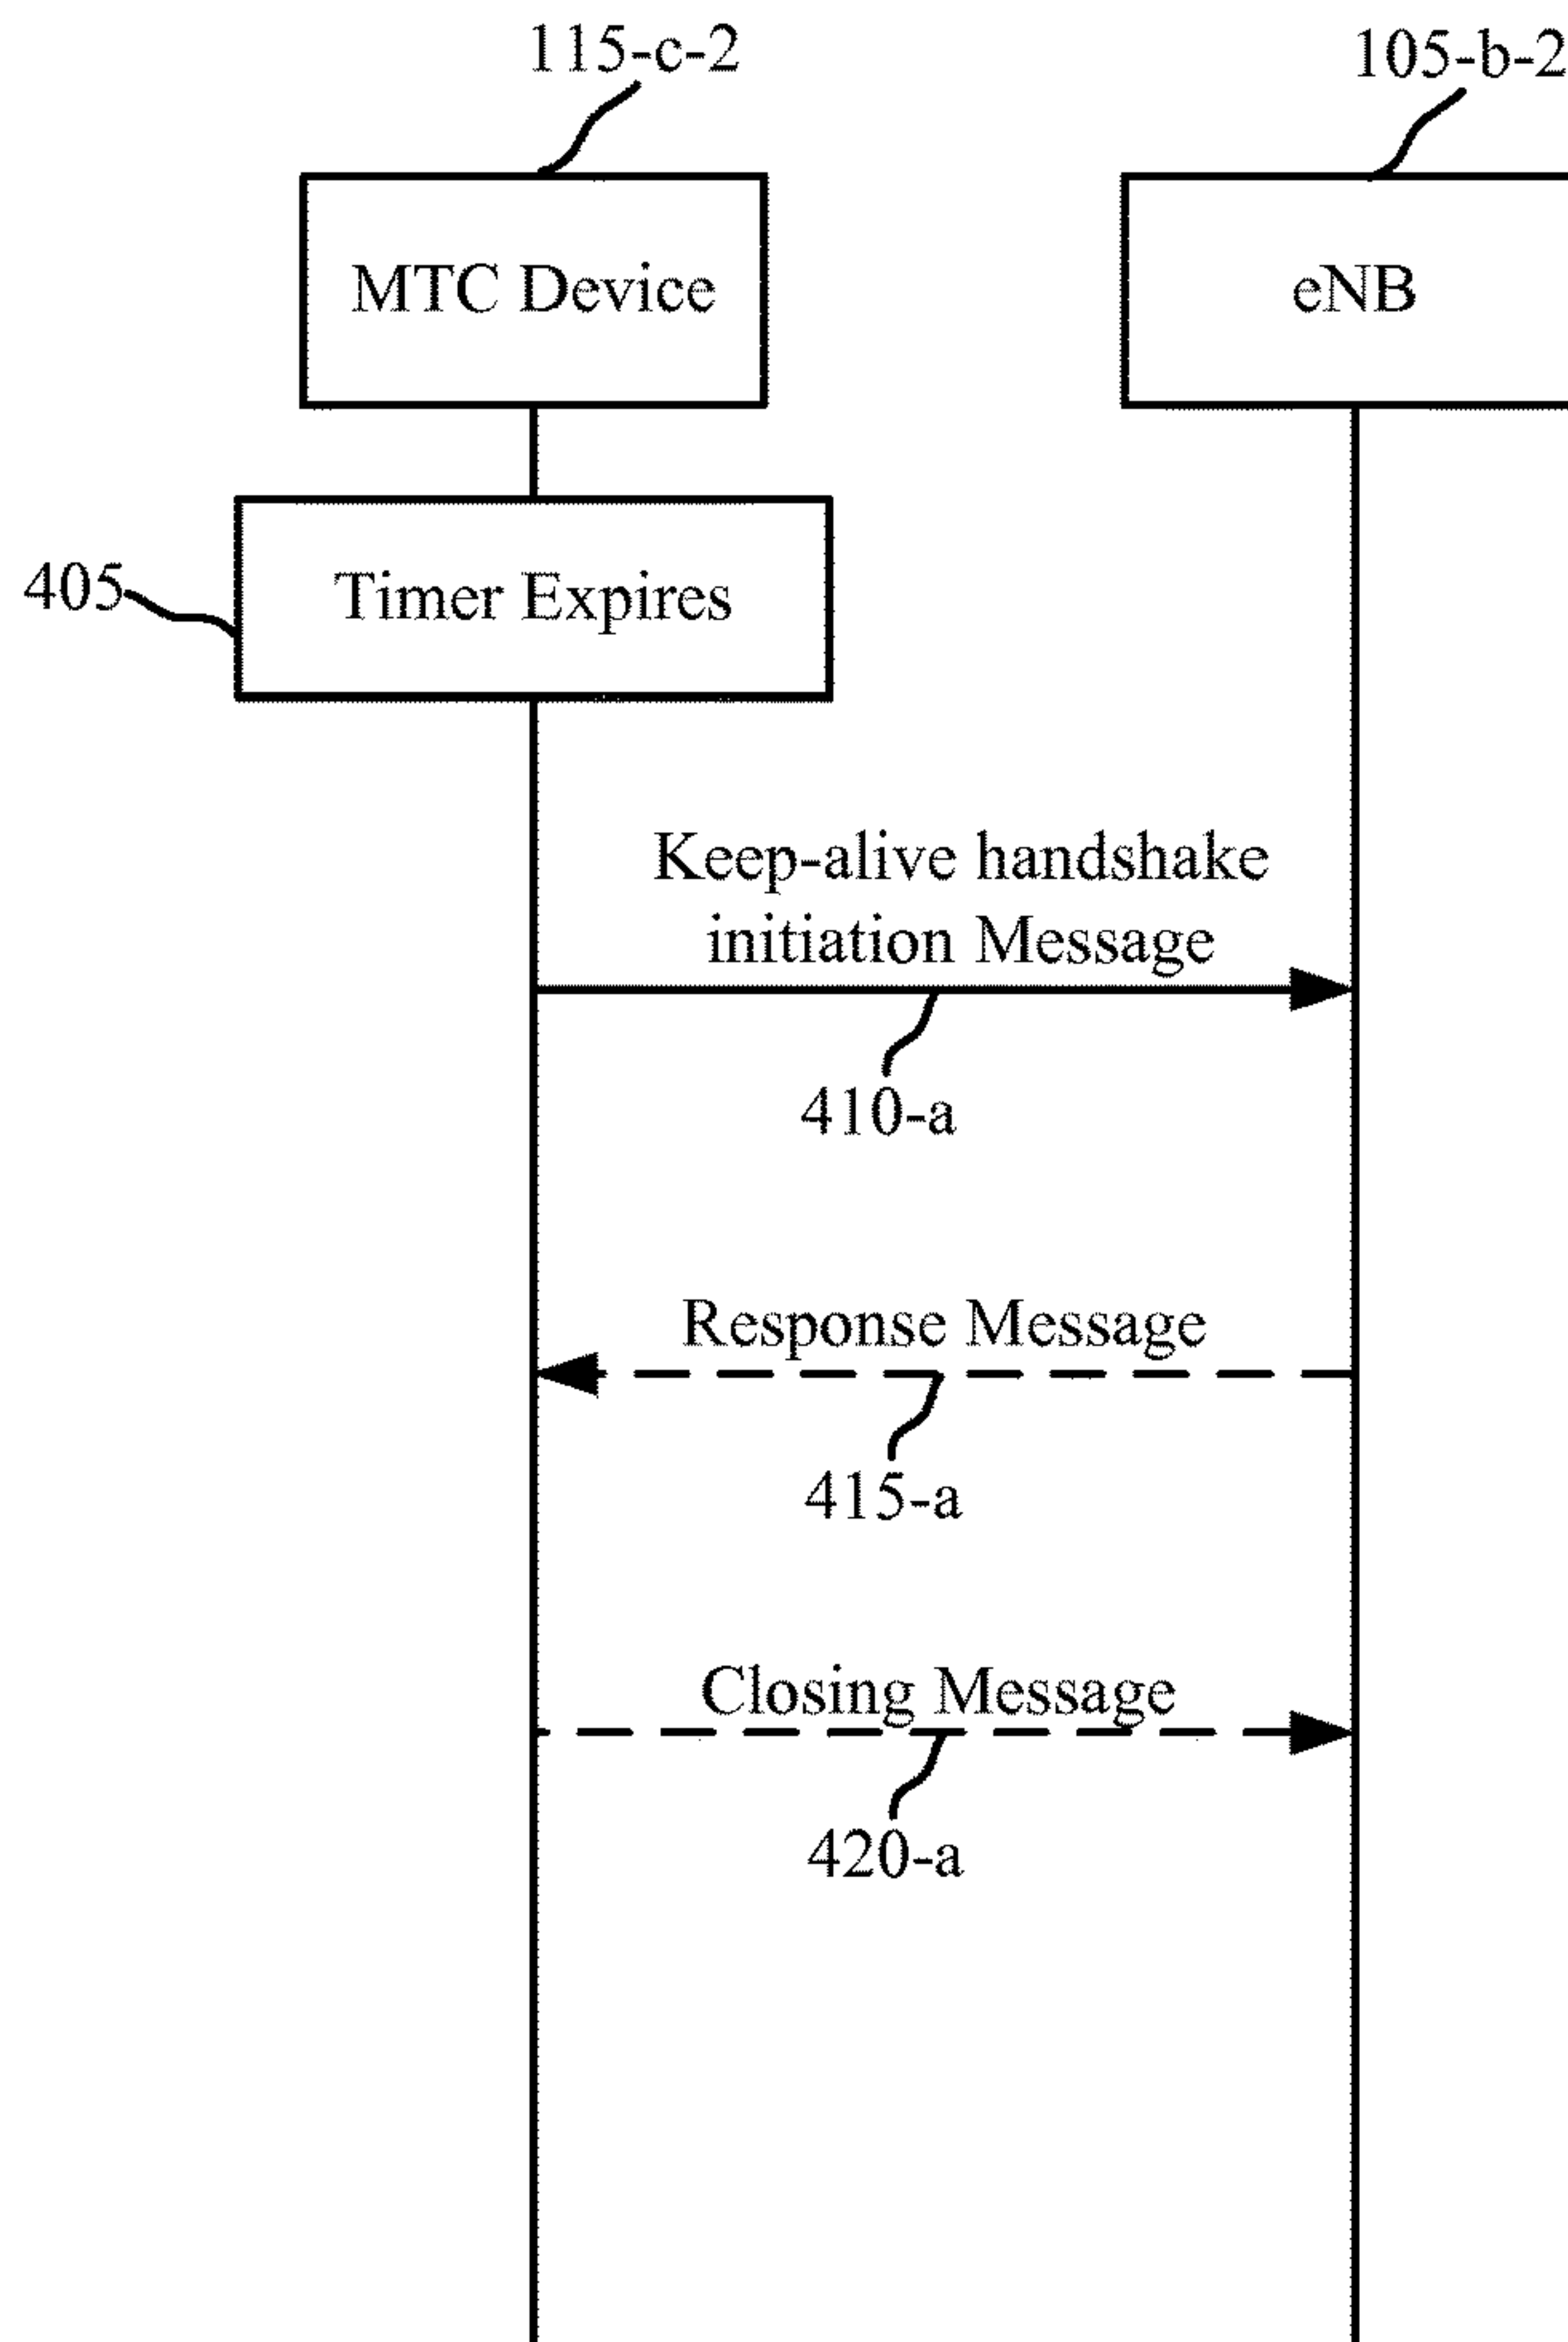 115-c-2
105-b-2
MTC Device
eNB
405
Timer Expires
Keep-alive handshake
initiation Message
410-a
Response Message
415-a
Closing Message
420-a